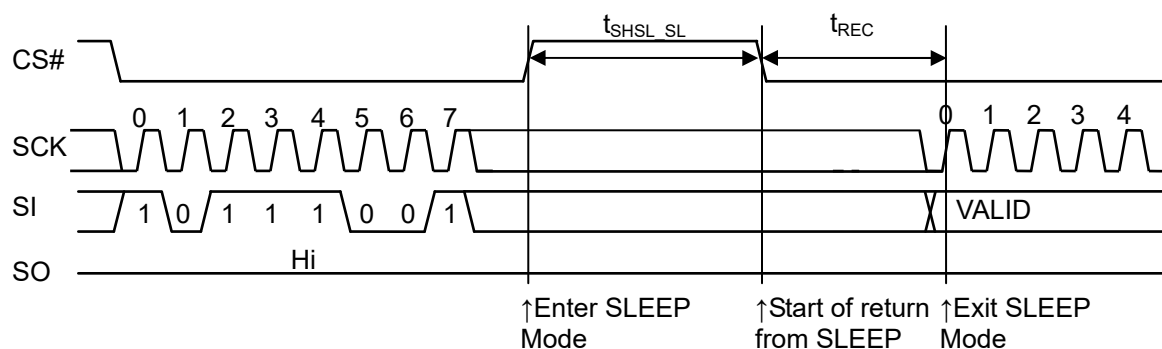 t_SHSL_SL
t_REC
CS#
0 1 2 3 4 5 6 7 0 1 2 3 4
SCK
SI
1 0 1 1 1 0 0 1
VALID
Hi
SO
↑Enter SLEEP
Mode
↑Start of return
from SLEEP
↑Exit SLEEP
Mode